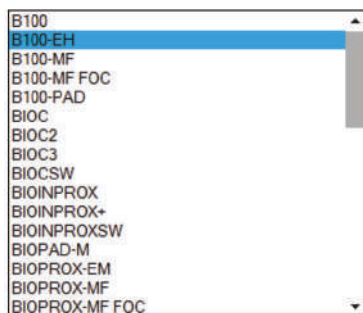 B100
B100-EH
B100-MF
B100-MF FOC
B100-PAD
BIOC
BIOC2
BIOC3
BIOCSW
BIOINPROX
BIOINPROX+
BIOINPROXSW
BIOPAD-M
BIOPROX-EM
BIOPROX-MF
BIOPROX-MF FOC